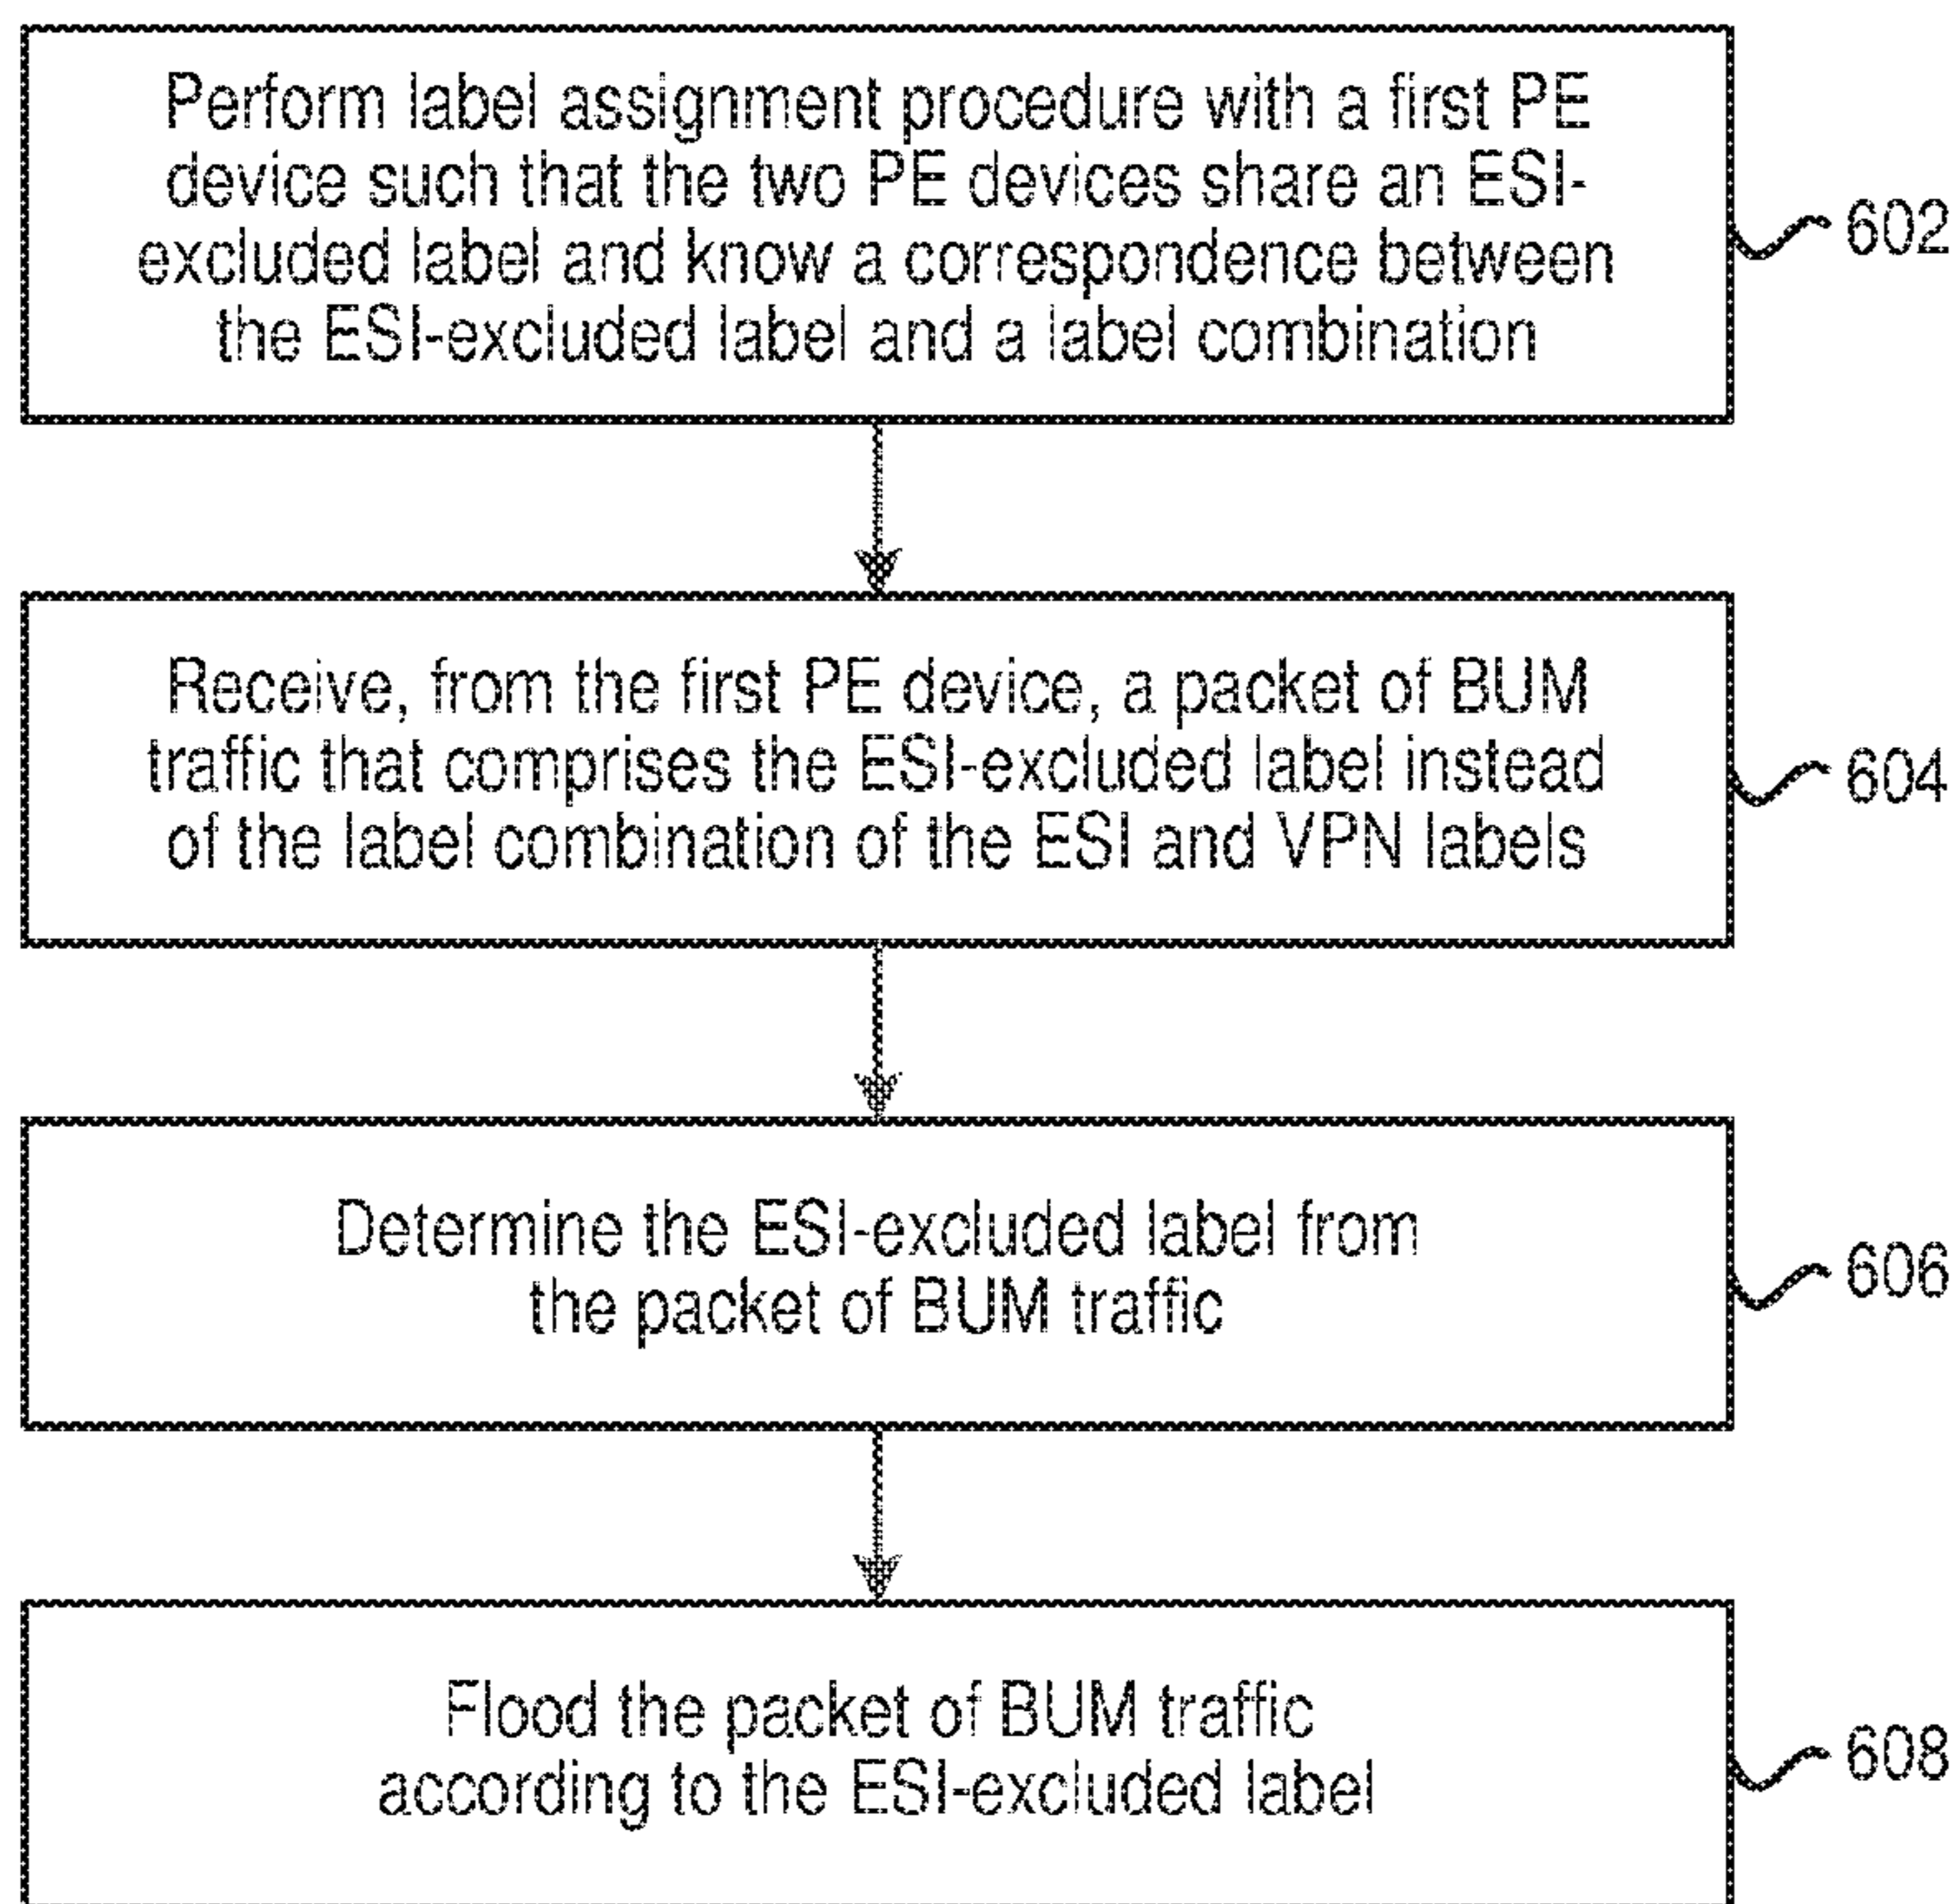 Perform label assignment procedure with a first PE
device such that the two PE devices share an ESI-
excluded label and know a correspondence between
the ESI-excluded label and a label combination
602
Receive, from the first PE device, a packet of BUM
traffic that comprises the ESI-excluded label instead
of the label combination of the ESI and VPN labels
604
Determine the ESI-excluded label from
the packet of BUM traffic
606
Flood the packet of BUM traffic
according to the ESI-excluded label
608